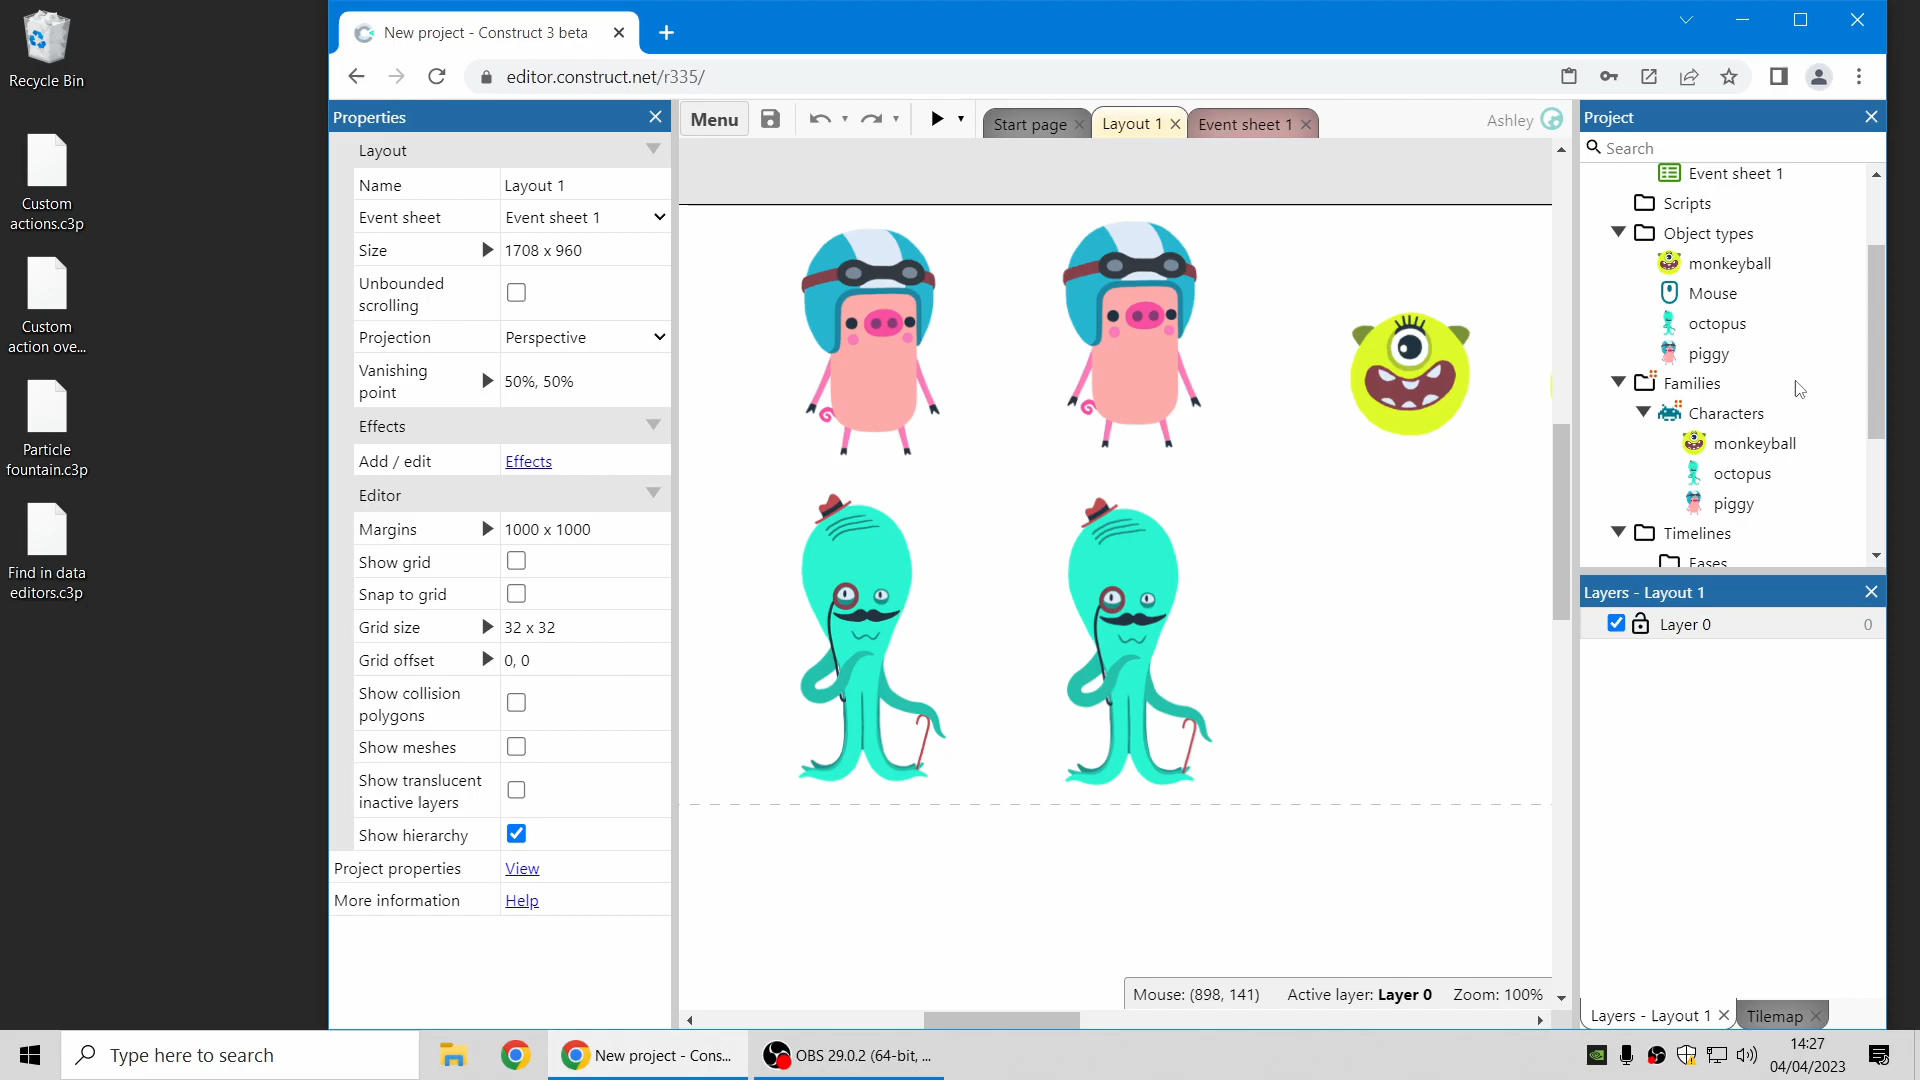 Recycle Bin
Custom
actions.c3p
Custom
action ove...
Particle
fountain.c3p
Find in data
editors.c3p
New project - Construct 3 beta
editor.construct.net/r335/
Properties
Layout
Name
Layout 1
Event sheet
Event sheet 1
Size
1708 x 960
Unbounded
scrolling
Projection
Perspective
Vanishing
point
50%, 50%
Effects
Add / edit
Effects
Editor
Margins
1000 x 1000
Show grid
Snap to grid
Grid size
32 x 32
Grid offset
0, 0
Show collision
polygons
Show meshes
Show translucent
inactive layers
Show hierarchy
Project properties
View
More information
Help
Menu
Start page
Layout 1
Event sheet 1
Ashley
Mouse: (898, 141)
Active layer: Layer 0
Zoom: 100%
Project
Search
Event sheet 1
Scripts
Object types
monkeyball
Mouse
octopus
piggy
Families
Characters
monkeyball
octopus
piggy
Timelines
Eases
Layers - Layout 1
Layer 0
0
Layers - Layout 1
Tilemap
Type here to search
New project - Cons...
OBS 29.0.2 (64-bit, ...
14:27
04/04/2023